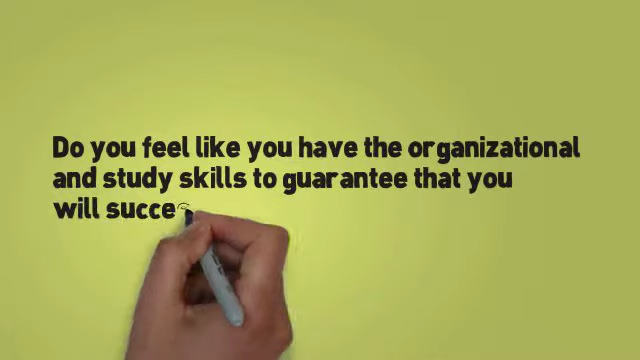 Do you feel like you have the organizational
and study skills to guarantee that you
will succe